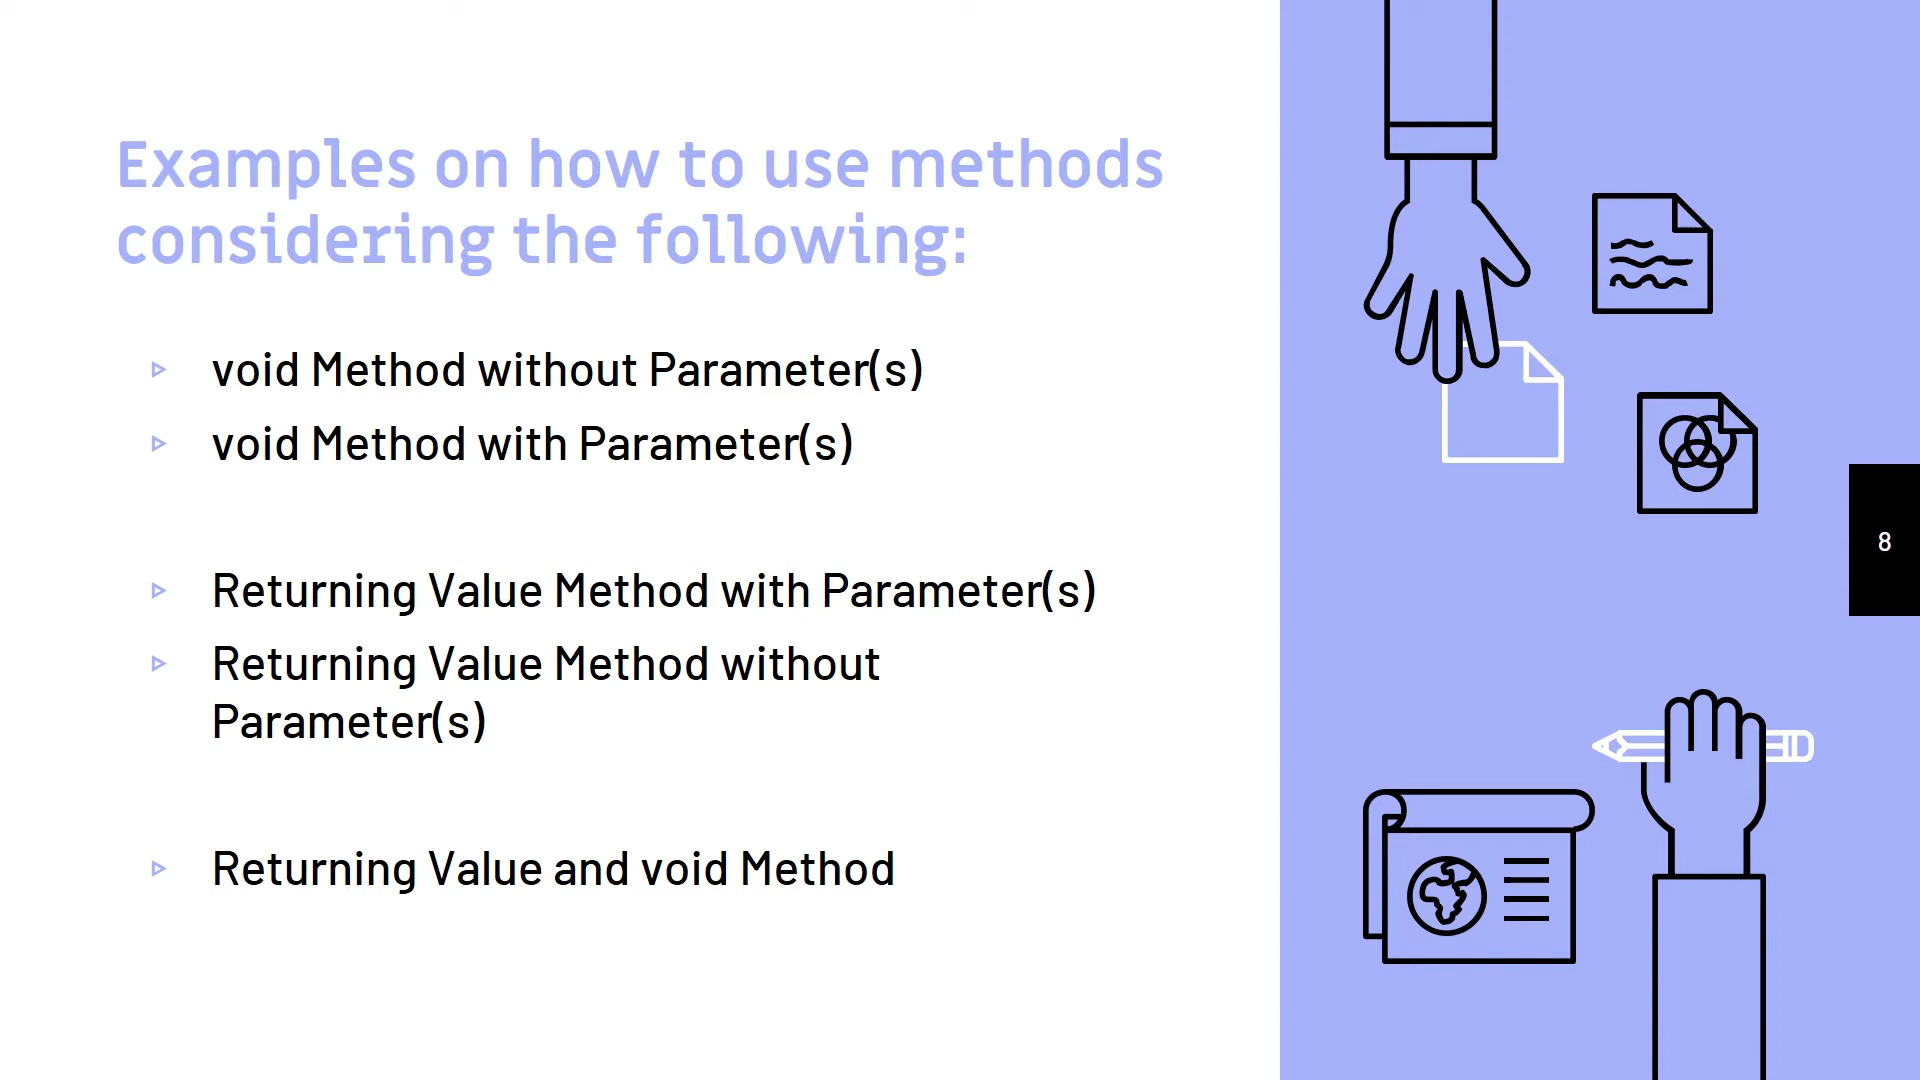 Examples on how to use methods
considering the following:
void Method without Parameter(s)
void Method with Parameter(s)
Returning Value Method with Parameter(s)
Returning Value Method without
Parameter(s)
Returning Value and void Method
8